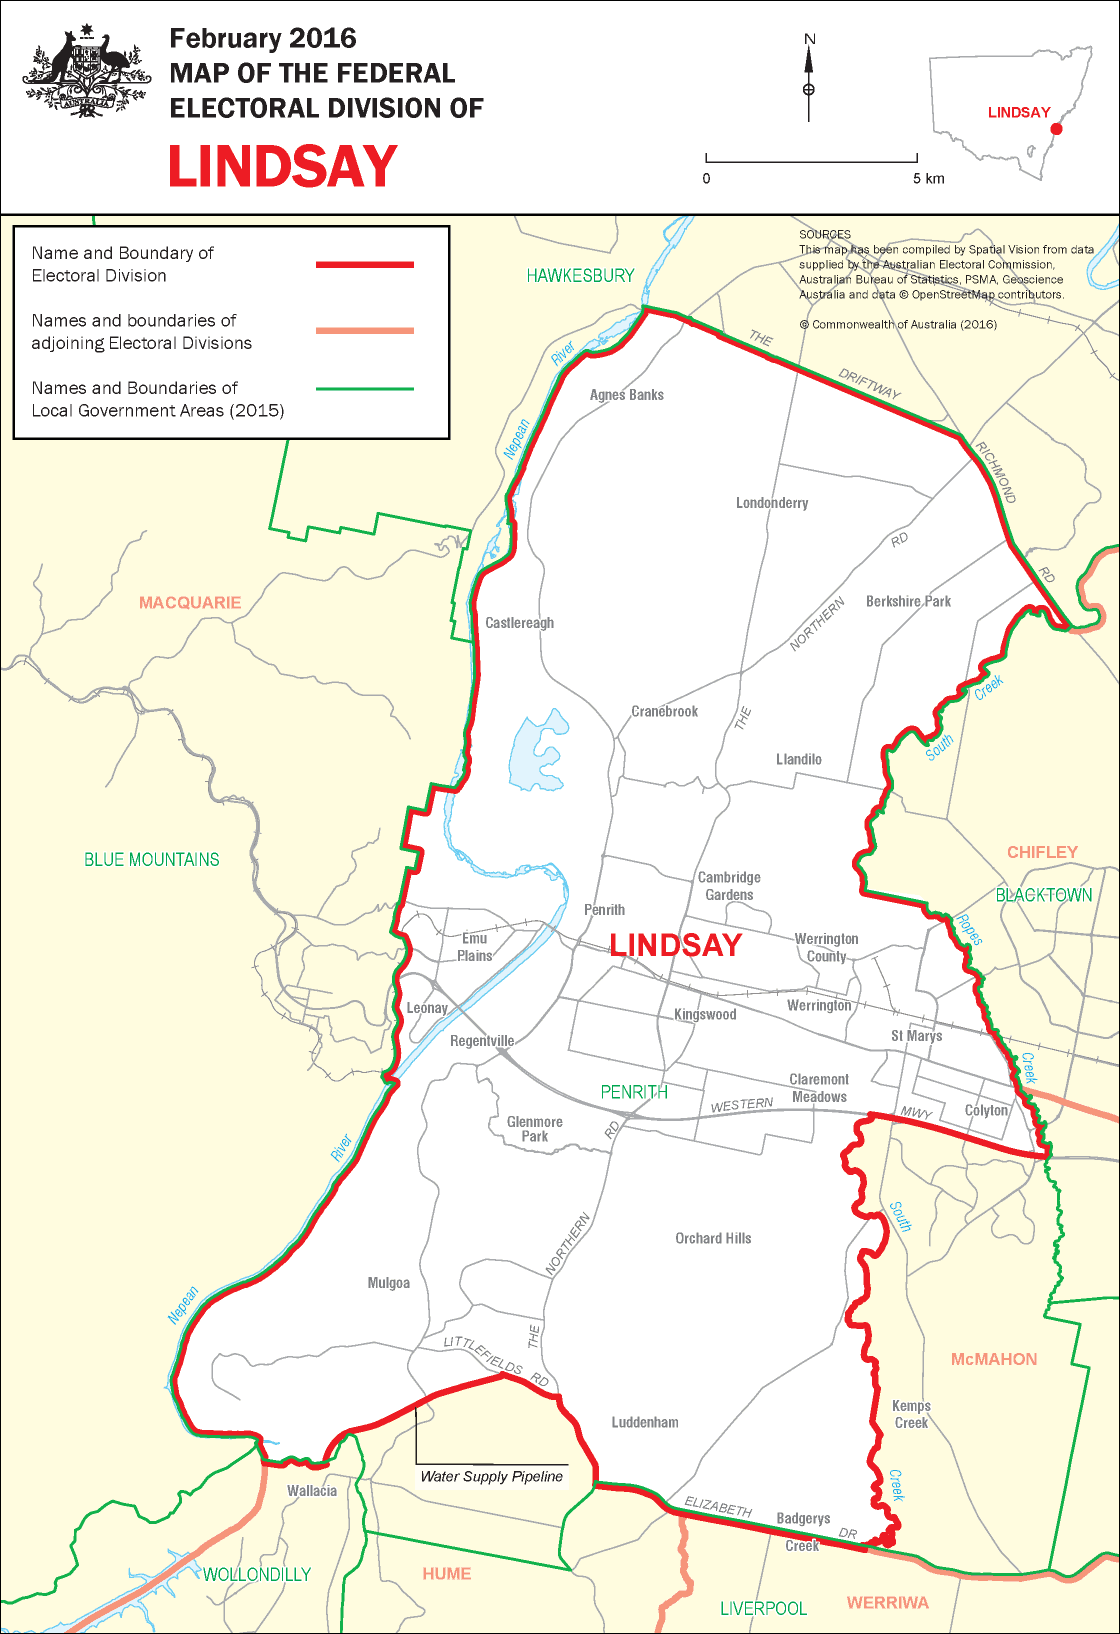 February 2016
MAP OF THE FEDERAL
ELECTORAL DIVISION OF
LINDSAY
AUSTRALIA
N
0
5 km
LINDSAY
Name and Boundary of
Electoral Division
Names and boundaries of
adjoining Electoral Divisions
Names and Boundaries of
Local Government Areas (2015)
SOURCES
This map has been compiled by Spatial Vision from data
supplied by the Australian Electoral Commission,
Australian Bureau of Statistics, PSMA, Geoscience
Australia and data © OpenStreetMap contributors.
© Commonwealth of Australia (2016)
HAWKESBURY
River
Nepean
THE
DRIFTWAY
Agnes Banks
RICHMOND
RD
Londonderry
RD
NORTHERN
THE
Berkshire Park
MACQUARIE
Castlereagh
Creek
South
Cranebrook
Llandilo
BLUE MOUNTAINS
CHIFLEY
BLACKTOWN
Cambridge
Gardens
Penrith
Ropes
Creek
LINDSAY
Emu
Plains
Werrington
County
Leonay
Werrington
Kingswood
St Marys
Regentville
PENRITH
Claremont
Meadows
WESTERN
MWY
Colyton
Glenmore
Park
RD
NORTHERN
THE
River
Nepean
South
Creek
Orchard Hills
Mulgoa
LITTLEFIELDS RD
McMAHON
Kemps
Creek
Luddenham
Water Supply Pipeline
Wallacia
ELIZABETH
DR
Badgerys
Creek
WOLLONDILLY
HUME
LIVERPOOL
WERRIWA